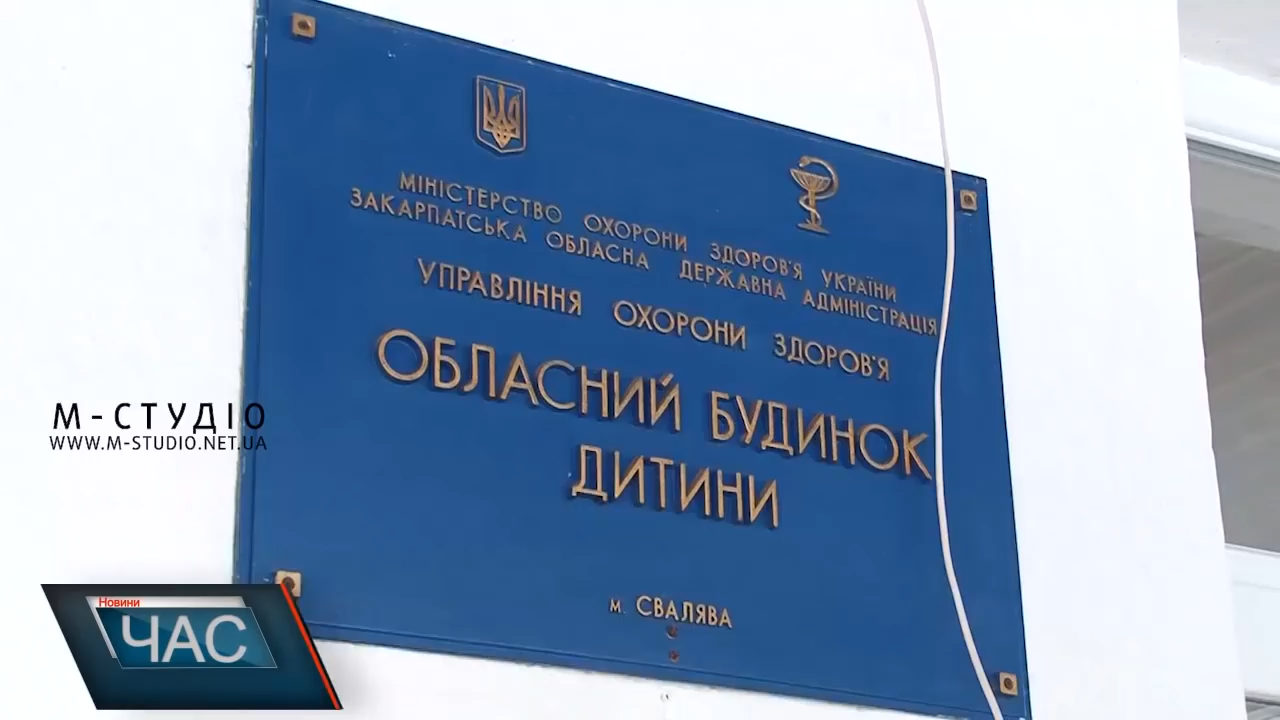 МІНІСТЕРСТВО ОХОРОНИ ЗДОРОВ'Я УКРАЇНИ
ЗАКАРПАТСЬКА ОБЛАСНА ДЕРЖАВНА АДМІНІСТРАЦІЯ
УПРАВЛІННЯ ОХОРОНИ ЗДОРОВ'Я
ОБЛАСНИЙ БУДИНОК
ДИТИНИ
м. СВАЛЯВА
М-СТУДІО
WWW.M-STUDIO.NET.UA
Новини
ЧАС